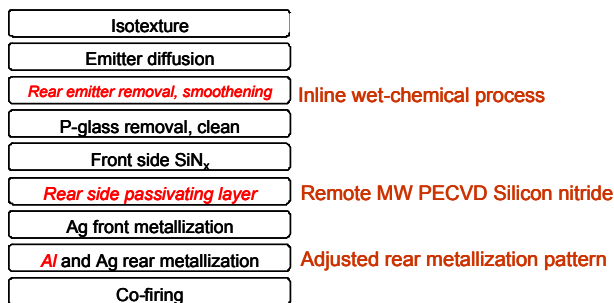 Isotexture
Emitter diffusion
Rear emitter removal, smoothening Inline wet-chemical process
P-glass removal, clean
Front side SiNx
Rear side passivating layer Remote MW PECVD Silicon nitride
Ag front metallization
Al and Ag rear metallization Adjusted rear metallization pattern
Co-firing